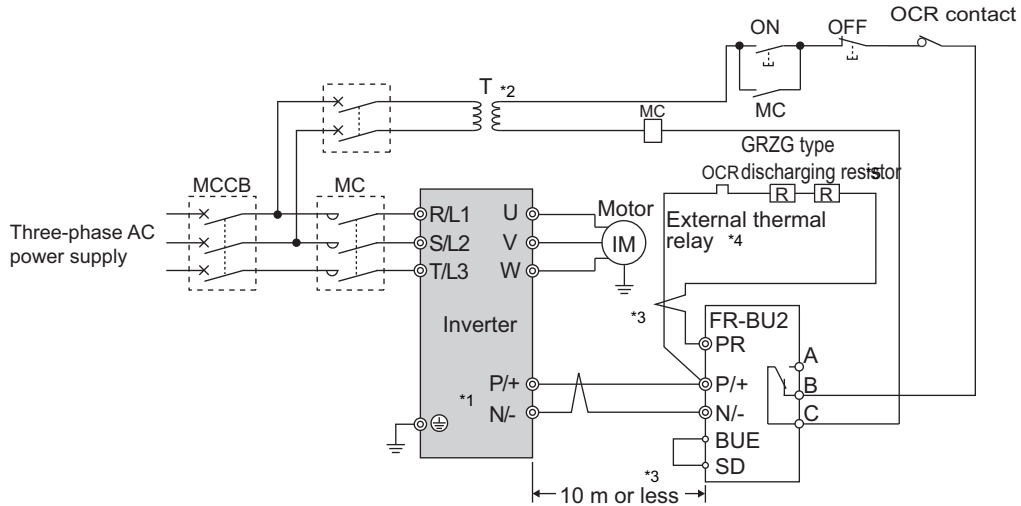 ON
OFF
OCR contact
T *2
MC
MC
GRZG type
OCR discharging resistor
R
R
MCCB
MC
External thermal
relay *4
Three-phase AC
power supply
R/L1
S/L2
T/L3
U
V
W
Motor
IM
Inverter
*3
FR-BU2
PR
A
B
C
P/+
N/-
*1
P/+
N/-
BUE
SD
*3
10 m or less